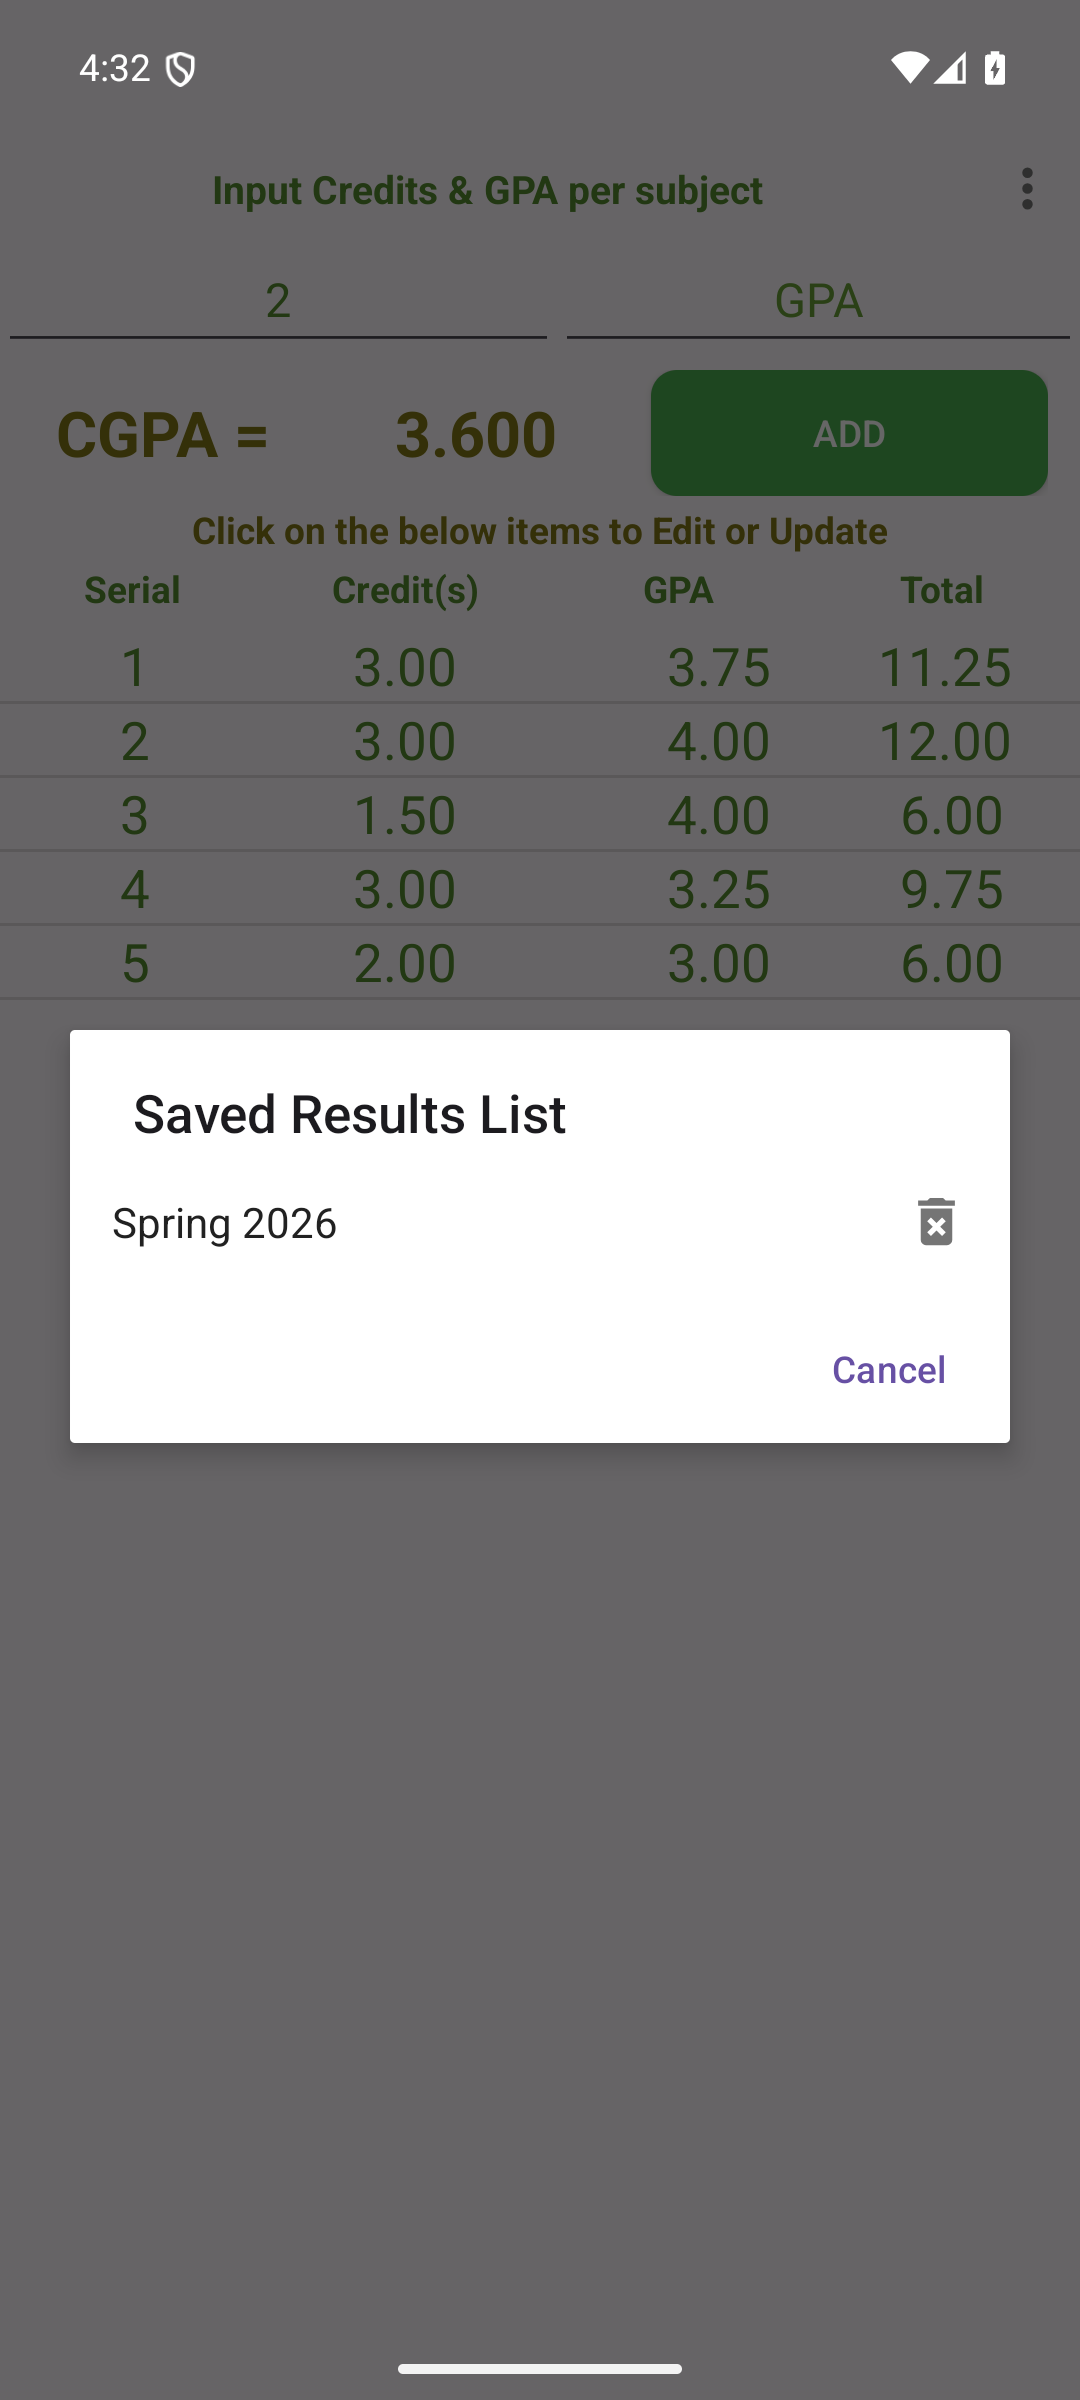 4:32
Input Credits & GPA per subject
2 GPA
CGPA = 3.600 ADD
Click on the below items to Edit or Update
Serial Credit(s) GPA Total
1 3.00 3.75 11.25
2 3.00 4.00 12.00
3 1.50 4.00 6.00
4 3.00 3.25 9.75
5 2.00 3.00 6.00
Saved Results List
Spring 2026
Cancel